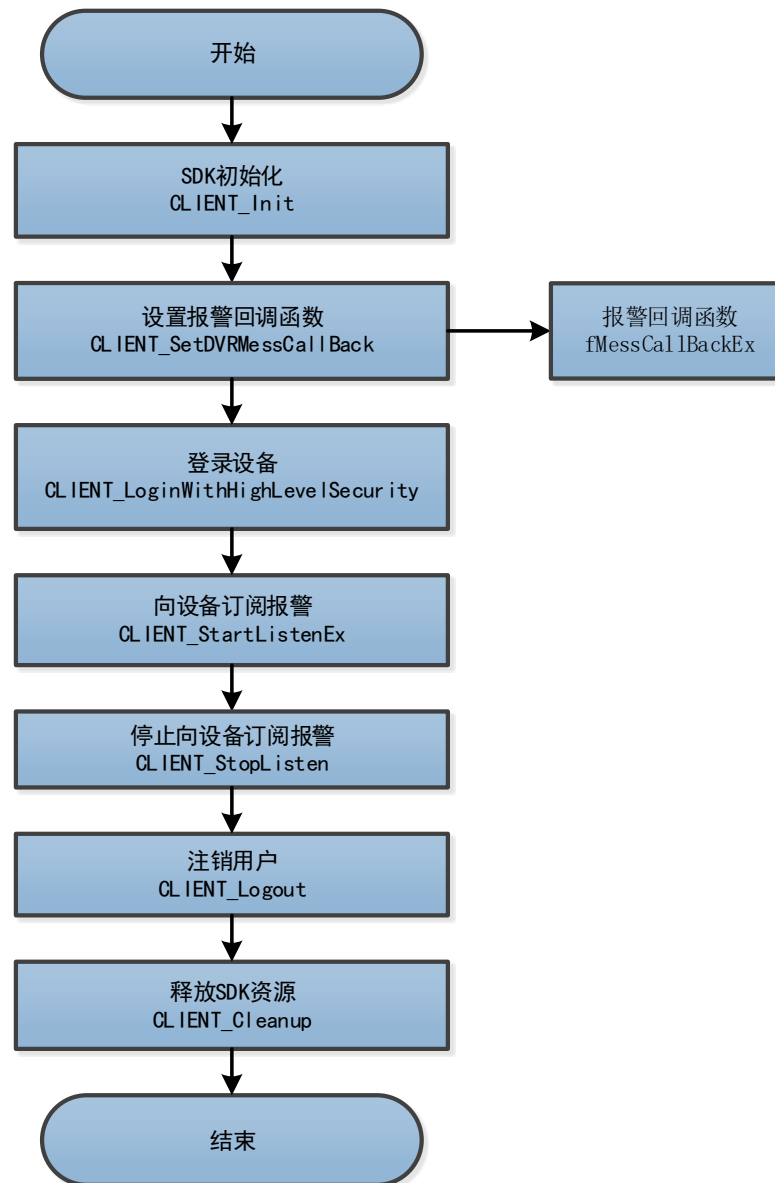 开始
SDK初始化
CLIENT_Init
设置报警回调函数
CLIENT_SetDVRMessCallBack
报警回调函数
fMessCallBackEx
登录设备
CLIENT_LoginWithHighLevelSecurity
向设备订阅报警
CLIENT_StartListenEx
停止向设备订阅报警
CLIENT_StopListen
注销用户
CLIENT_Logout
释放SDK资源
CLIENT_Cleanup
结束